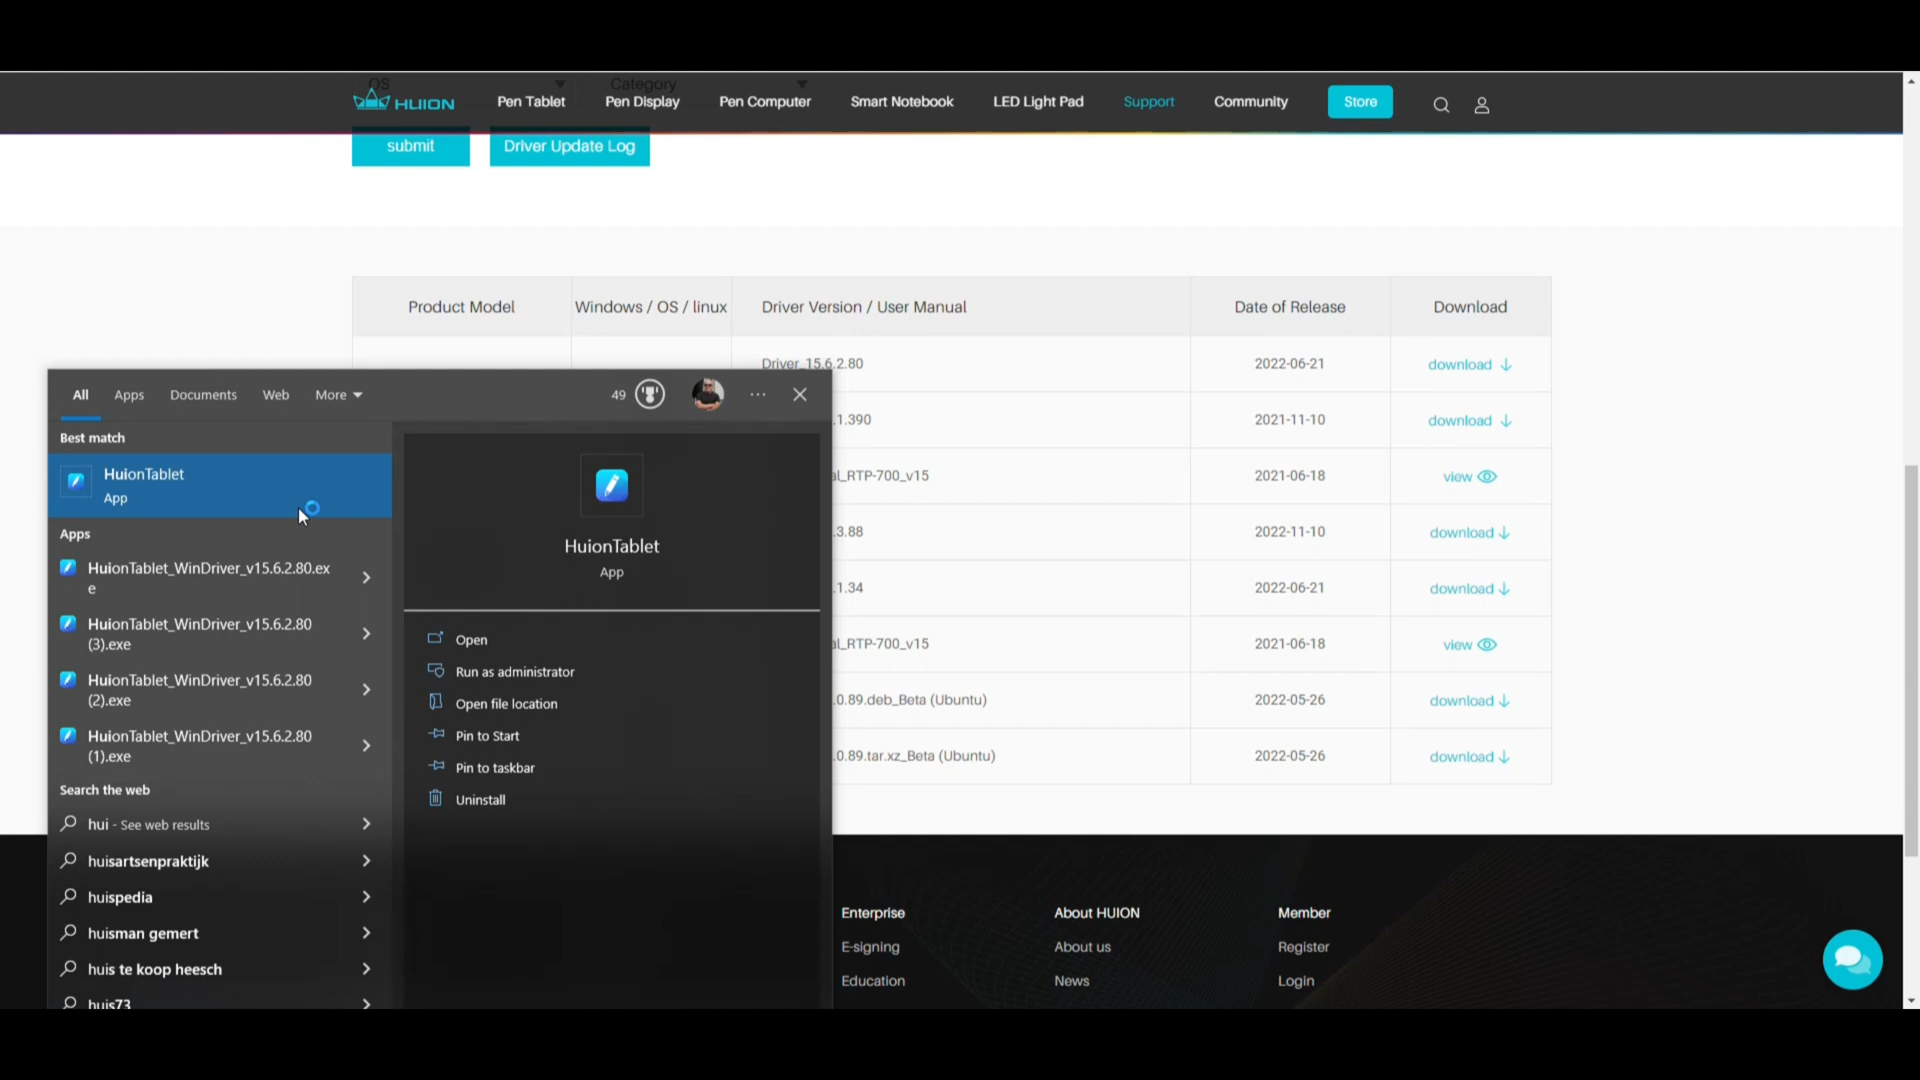 OS Category
HUION Pen Tablet Pen Display Pen Computer Smart Notebook LED Light Pad Support Community Store
submit Driver Update Log
Product Model Windows / OS / linux Driver Version / User Manual Date of Release Download
Driver_15.6.2.80 2022-06-21 download
.1.390 2021-11-10 download
al_RTP-700_v15 2021-06-18 view
.3.88 2022-11-10 download
.1.34 2022-06-21 download
al_RTP-700_v15 2021-06-18 view
.0.89.deb_Beta (Ubuntu) 2022-05-26 download
.0.89.tar.xz_Beta (Ubuntu) 2022-05-26 download
All Apps Documents Web More 49 ...
Best match
HuionTablet
App
Apps
HuionTablet_WinDriver_v15.6.2.80.ex
e
HuionTablet_WinDriver_v15.6.2.80
(3).exe
HuionTablet_WinDriver_v15.6.2.80
(2).exe
HuionTablet_WinDriver_v15.6.2.80
(1).exe
Search the web
hui - See web results
huisartsenpraktijk
huispedia
huisman gemert
huis te koop heesch
huis73
HuionTablet
App
Open
Run as administrator
Open file location
Pin to Start
Pin to taskbar
Uninstall
Enterprise About HUION Member
E-signing About us Register
Education News Login